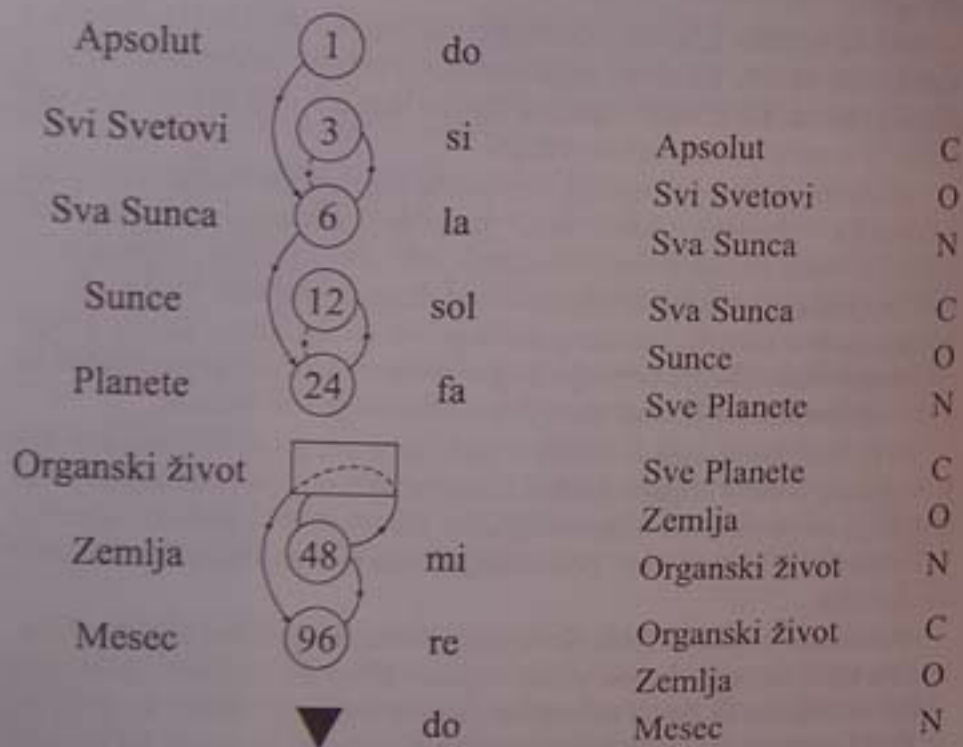 Apsolut 1 do
Svi Svetovi 3 si
Sva Sunca 6 la
Sunce 12 sol
Planete 24 fa
Organski život
Zemlja 48 mi
Mesec 96 re
do
Apsolut C
Svi Svetovi O
Sva Sunca N
Sva Sunca C
Sunce O
Sve Planete N
Sve Planete C
Zemlja O
Organski život N
Organski život C
Zemlja O
Mesec N